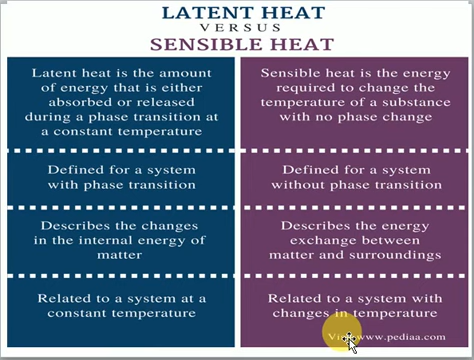 LATENT HEAT
VERSUS
SENSIBLE HEAT
Latent heat is the amount
of energy that is either
absorbed or released
during a phase transition at
a constant temperature
Sensible heat is the energy
required to change the
temperature of a substance
with no phase change
Defined for a system
with phase transition
Defined for a system
without phase transition
Describes the changes
in the internal energy of
matter
Describes the energy
exchange between
matter and surroundings
Related to a system at a
constant temperature
Related to a system with
changes in temperature
www.pediaa.com